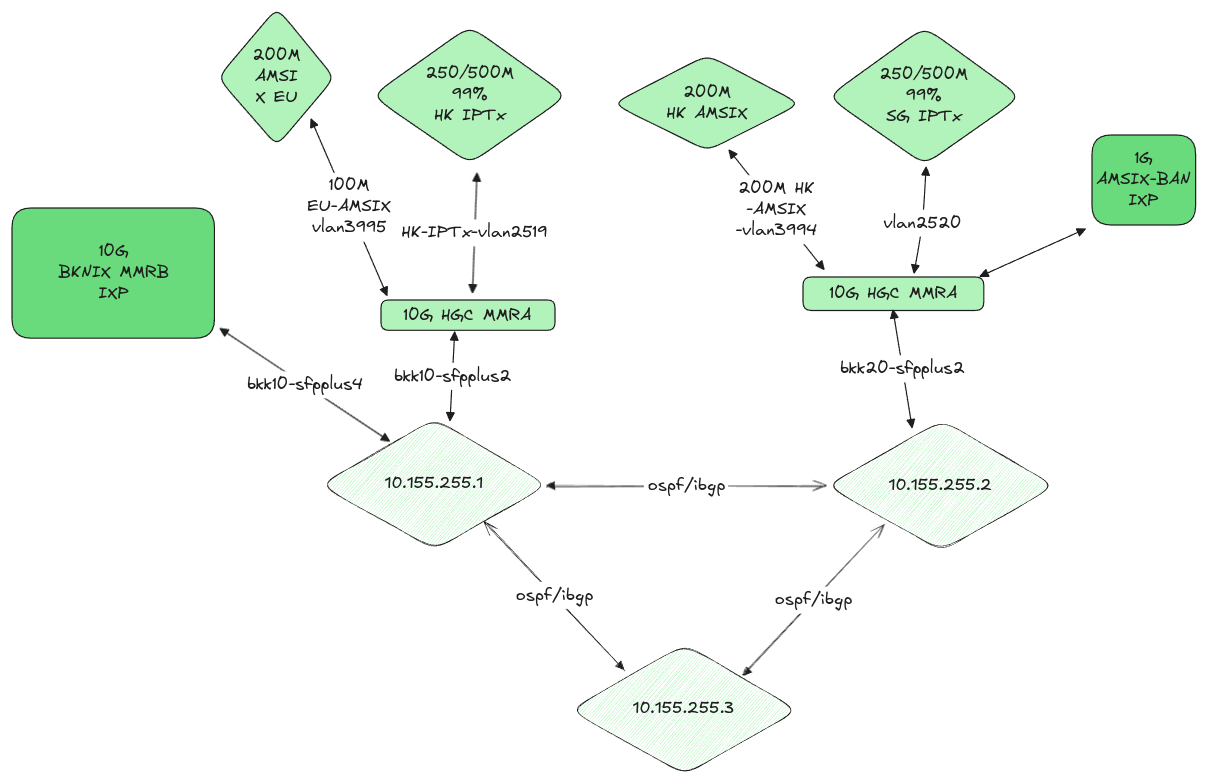 200M
AMSI
X EU
250/500M
99%
HK IPTx
200M
HK AMSIX
250/500M
99%
SG IPTx
1G
AMSIX-BAN
IXP
100M
EU-AMSIX
vlan3995
HK-IPTx-vlan2519
200M HK
-AMSIX
-vlan3994
vlan2520
10G
BKNIX MMRB
IXP
10G HGC MMRA
10G HGC MMRA
bkk10-sfpplus4
bkk10-sfpplus2
bkk20-sfpplus2
10.155.255.1
ospf/ibgp
10.155.255.2
ospf/ibgp
ospf/ibgp
10.155.255.3